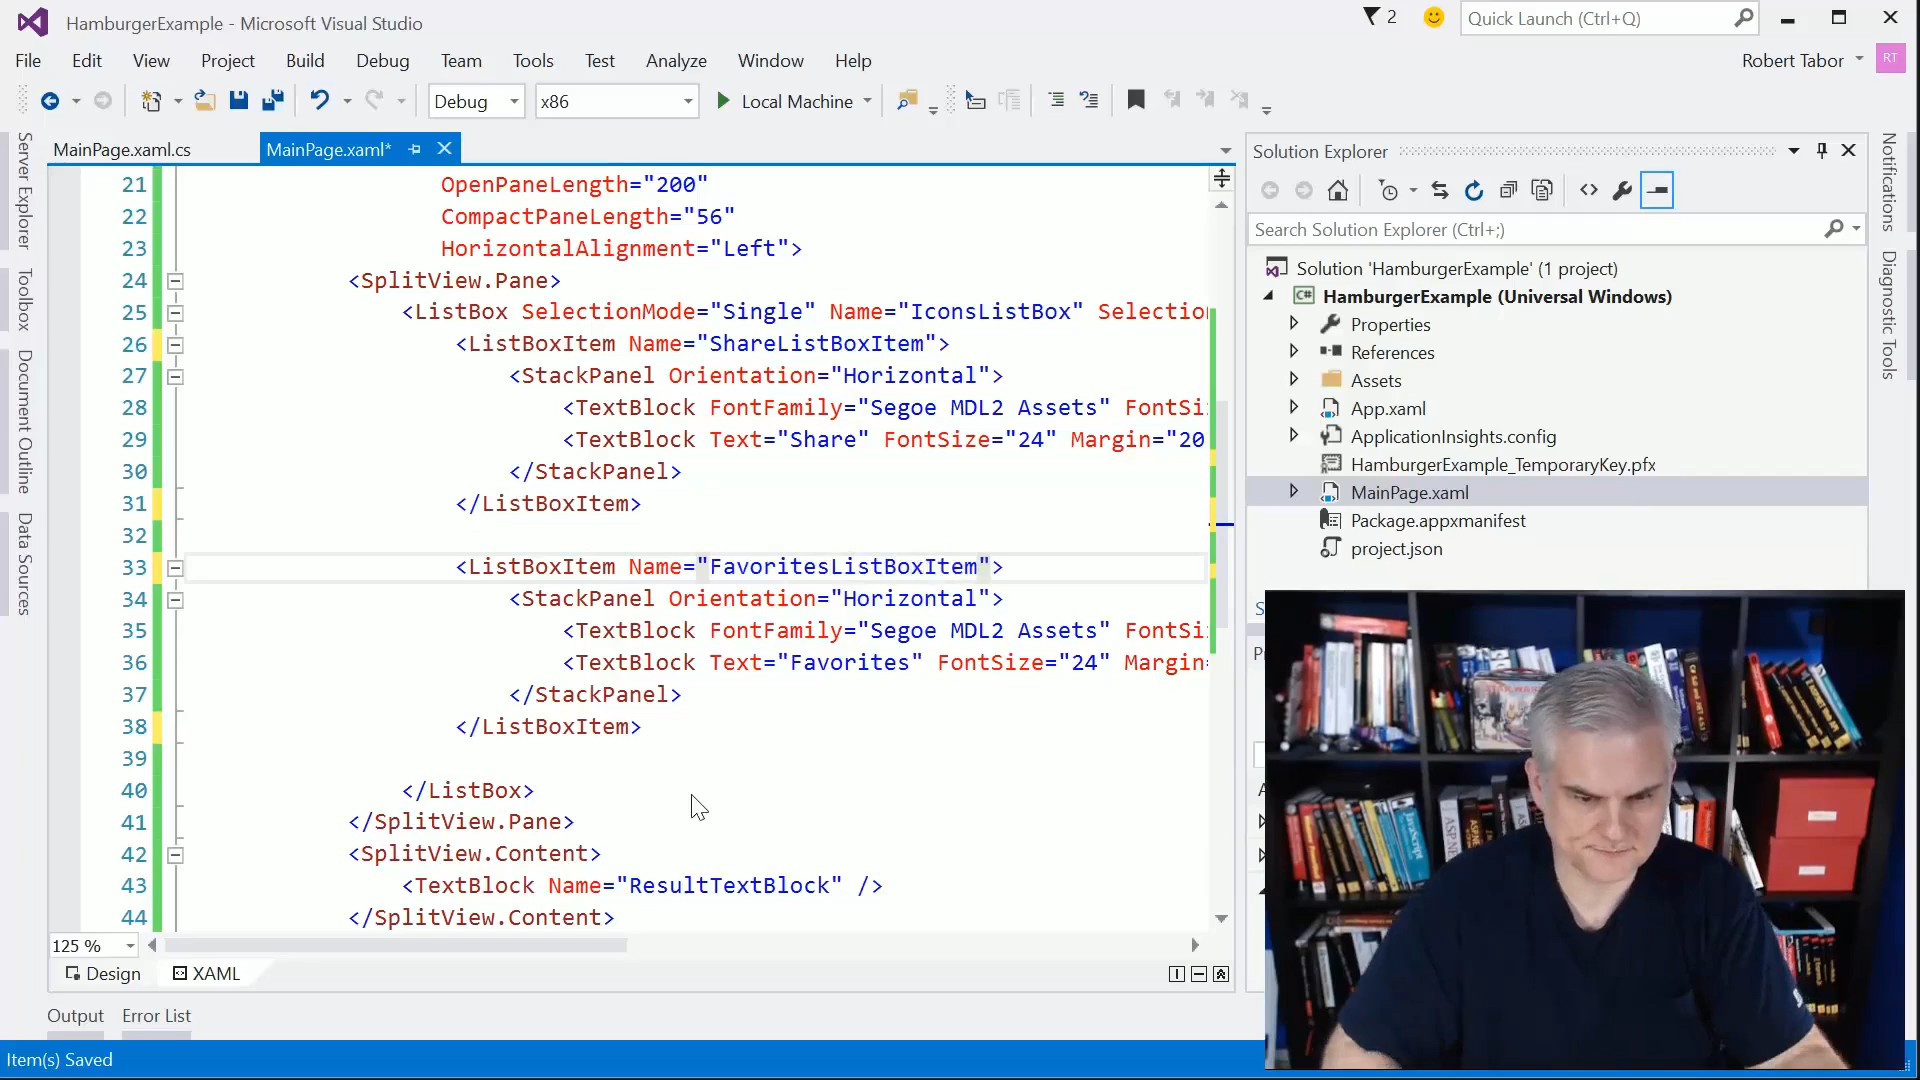 HamburgerExample - Microsoft Visual Studio
2
Quick Launch (Ctrl+Q)
File Edit View Project Build Debug Team Tools Test Analyze Window Help
Robert Tabor RT
Debug x86 Local Machine
MainPage.xaml.cs MainPage.xaml*
Server Explorer
Toolbox
Document Outline
Data Sources
21 OpenPaneLength="200"
22 CompactPaneLength="56"
23 HorizontalAlignment="Left">
24 <SplitView.Pane>
25 <ListBox SelectionMode="Single" Name="IconsListBox" Selection
26 <ListBoxItem Name="ShareListBoxItem">
27 <StackPanel Orientation="Horizontal">
28 <TextBlock FontFamily="Segoe MDL2 Assets" FontSi
29 <TextBlock Text="Share" FontSize="24" Margin="20
30 </StackPanel>
31 </ListBoxItem>
32
33 <ListBoxItem Name="FavoritesListBoxItem">
34 <StackPanel Orientation="Horizontal">
35 <TextBlock FontFamily="Segoe MDL2 Assets" FontSi
36 <TextBlock Text="Favorites" FontSize="24" Margin
37 </StackPanel>
38 </ListBoxItem>
39
40 </ListBox>
41 </SplitView.Pane>
42 <SplitView.Content>
43 <TextBlock Name="ResultTextBlock" />
44 </SplitView.Content>
125 %
Design XAML
Output Error List
Item(s) Saved
Solution Explorer
Search Solution Explorer (Ctrl+;)
Solution 'HamburgerExample' (1 project)
C# HamburgerExample (Universal Windows)
Properties
References
Assets
App.xaml
ApplicationInsights.config
HamburgerExample_TemporaryKey.pfx
MainPage.xaml
Package.appxmanifest
project.json
Notifications
Diagnostic Tools